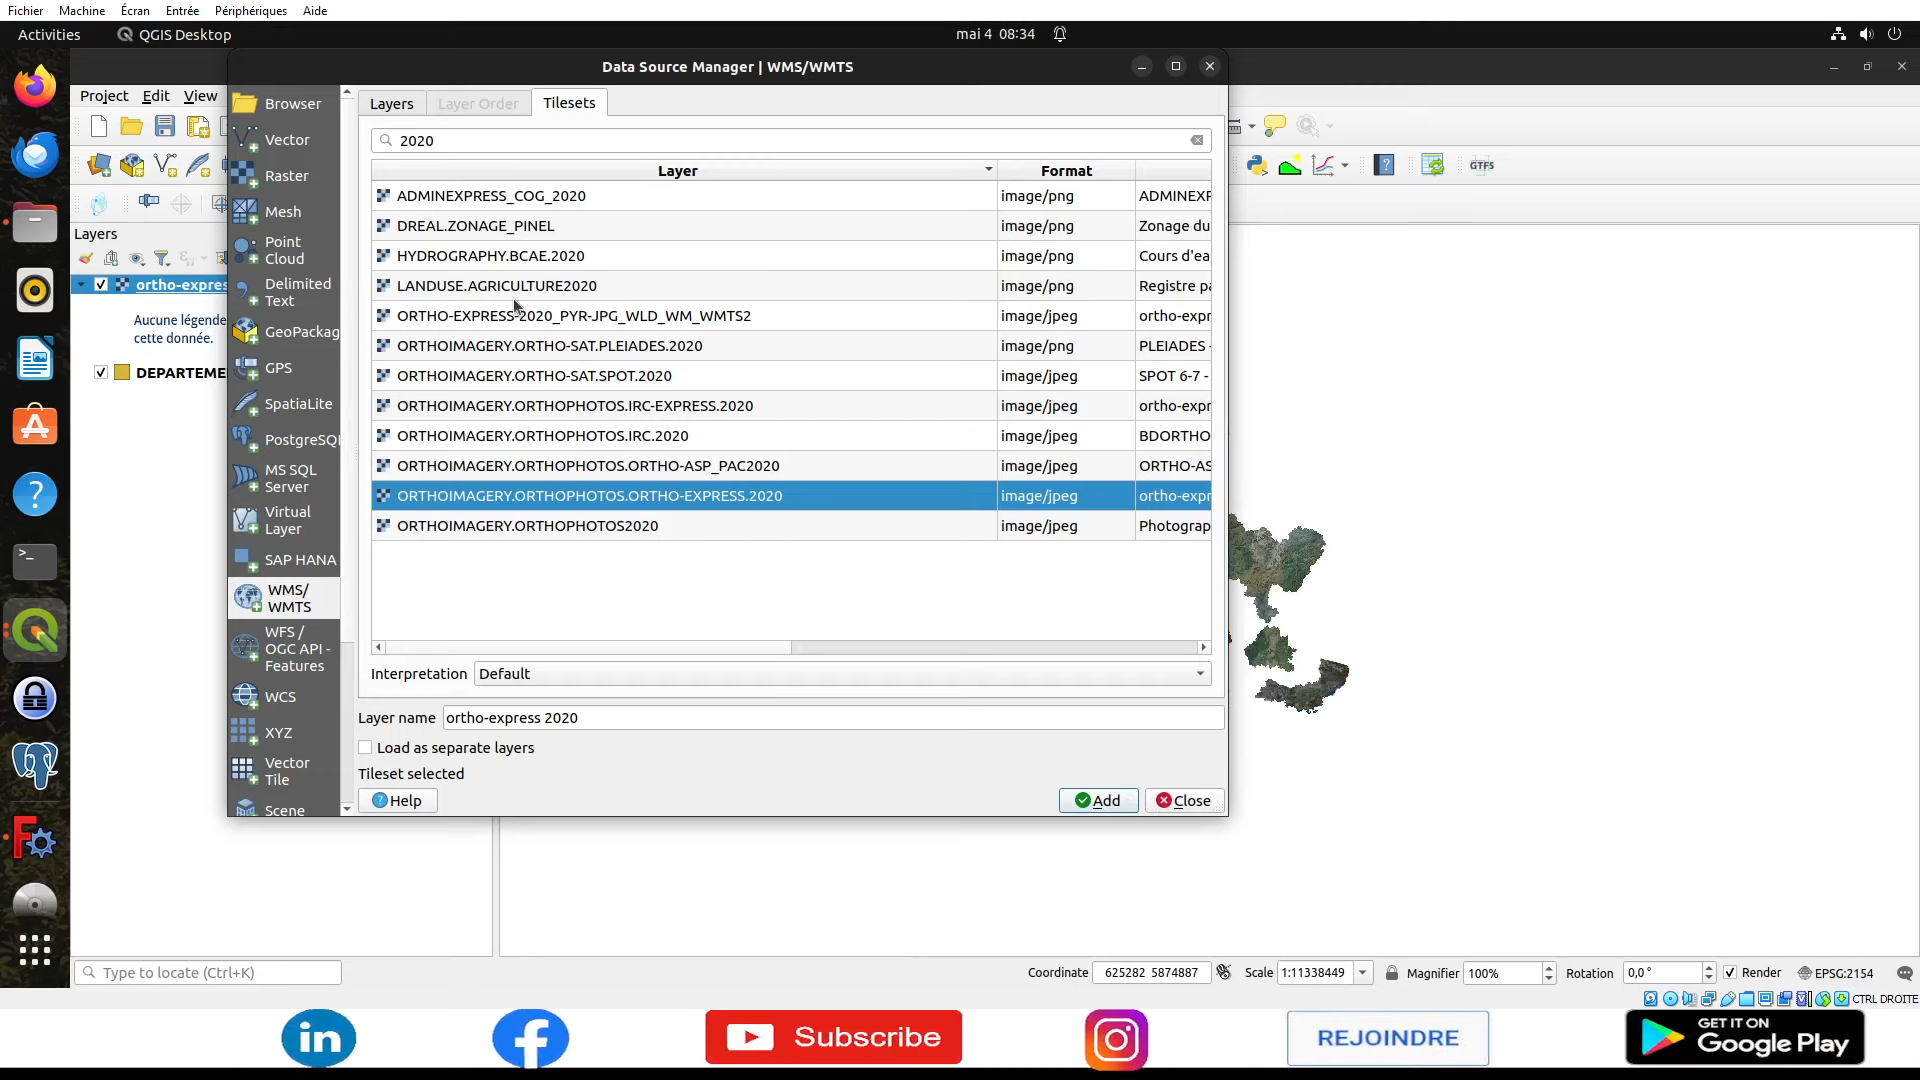 Fichier Machine Écran Entrée Périphériques Aide
Activities QGIS Desktop mai 4 08:34
Data Source Manager | WMS/WMTS
Project Edit View
Layers
ortho-expres
Aucune légende
cette donnée.
DEPARTEME
Browser
Vector
Raster
Mesh
Point
Cloud
Delimited
Text
GeoPackag
GPS
SpatiaLite
PostgreSQL
MS SQL
Server
Virtual
Layer
SAP HANA
WMS/
WMTS
WFS /
OGC API -
Features
WCS
XYZ
Vector
Tile
Scene
Layers Layer Order Tilesets
2020
Layer Format
ADMINEXPRESS_COG_2020 image/png ADMINEXP
DREAL.ZONAGE_PINEL image/png Zonage du
HYDROGRAPHY.BCAE.2020 image/png Cours d'ea
LANDUSE.AGRICULTURE2020 image/png Registre pa
ORTHO-EXPRESS-2020_PYR-JPG_WLD_WM_WMTS2 image/jpeg ortho-expr
ORTHOIMAGERY.ORTHO-SAT.PLEIADES.2020 image/png PLEIADES -
ORTHOIMAGERY.ORTHO-SAT.SPOT.2020 image/jpeg SPOT 6-7 -
ORTHOIMAGERY.ORTHOPHOTOS.IRC-EXPRESS.2020 image/jpeg ortho-expr
ORTHOIMAGERY.ORTHOPHOTOS.IRC.2020 image/jpeg BDORTHO
ORTHOIMAGERY.ORTHOPHOTOS.ORTHO-ASP_PAC2020 image/jpeg ORTHO-AS
ORTHOIMAGERY.ORTHOPHOTOS.ORTHO-EXPRESS.2020 image/jpeg ortho-expr
ORTHOIMAGERY.ORTHOPHOTOS2020 image/jpeg Photograp
Interpretation Default
Layer name ortho-express 2020
Load as separate layers
Tileset selected
Help Add Close
GTFS
Type to locate (Ctrl+K) Coordinate 625282 5874887 Scale 1:11338449 Magnifier 100% Rotation 0,0 ° Render EPSG:2154
CTRL DROITE
in Subscribe REJOINDRE GET IT ON
Google Play